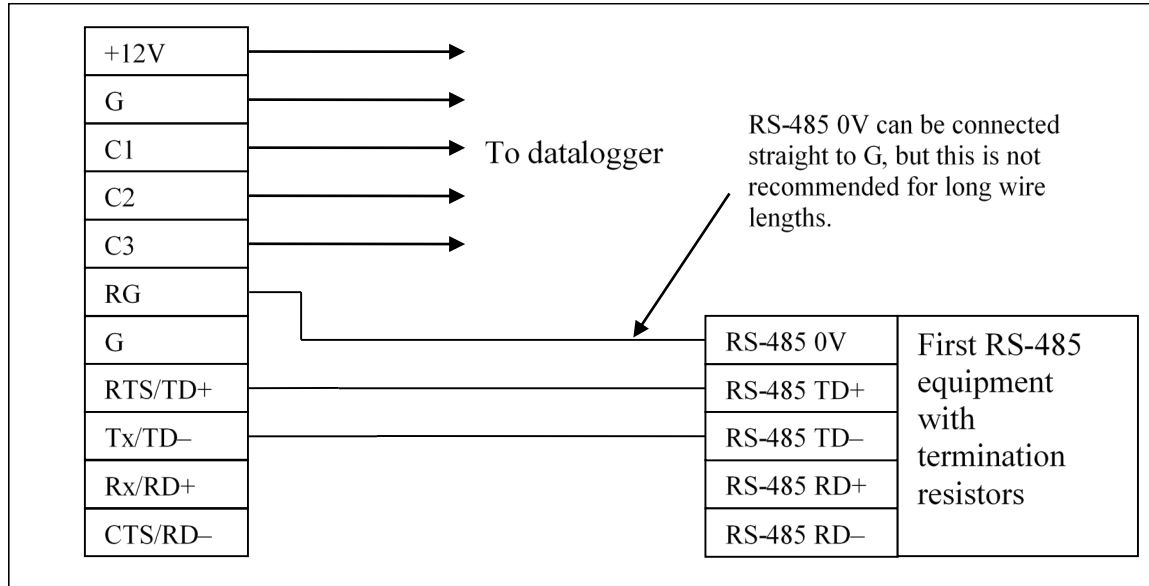 +12V
G
C1
C2
C3
RG
G
RTS/TD+
Tx/TD–
Rx/RD+
CTS/RD–
To datalogger
RS-485 0V can be connected
straight to G, but this is not
recommended for long wire
lengths.
RS-485 0V
RS-485 TD+
RS-485 TD–
RS-485 RD+
RS-485 RD–
First RS-485
equipment
with
termination
resistors